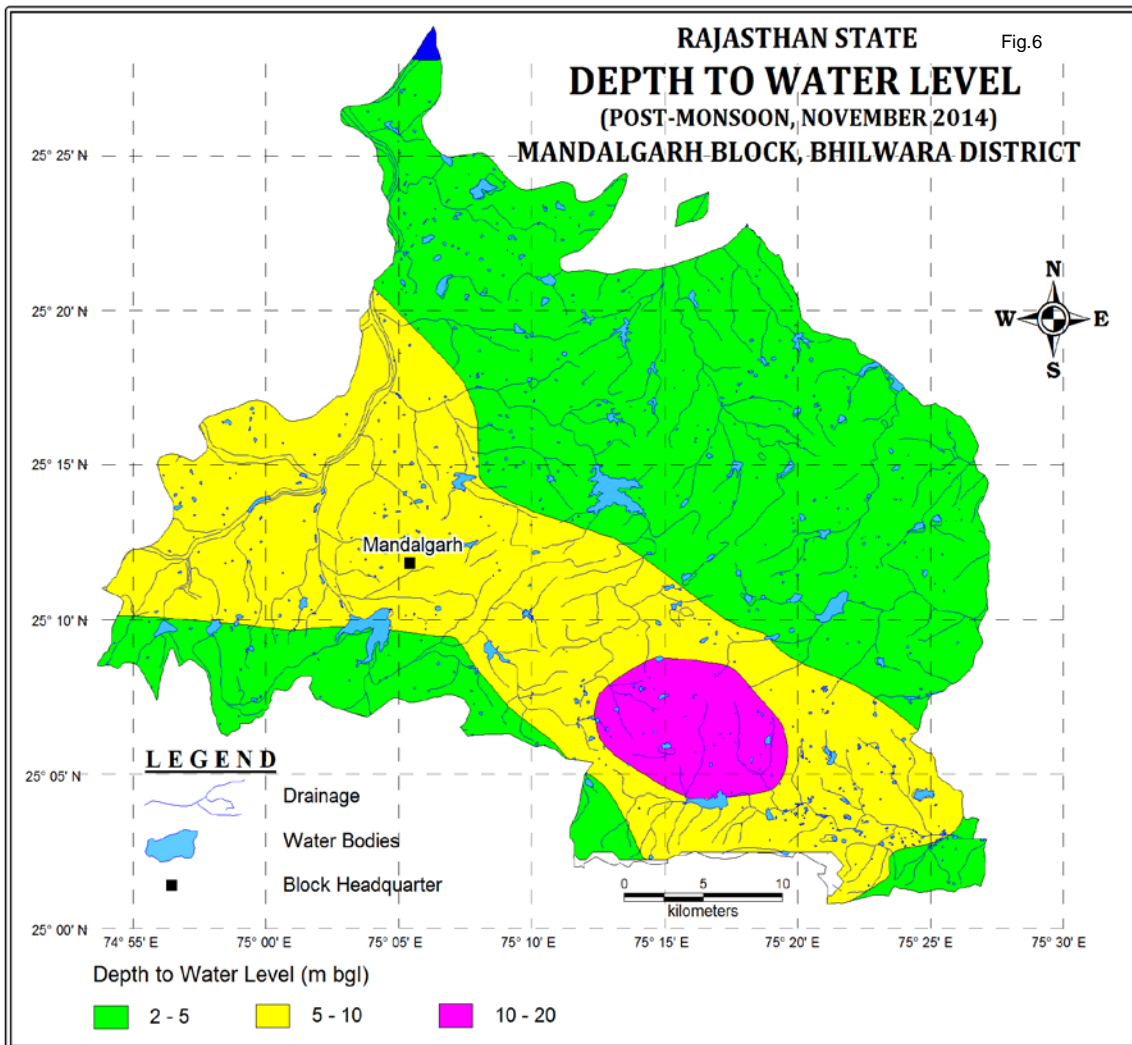 RAJASTHAN STATE
Fig.6
DEPTH TO WATER LEVEL
(POST-MONSOON, NOVEMBER 2014)
MANDALGARH BLOCK, BHILWARA DISTRICT
25° 25' N
N
W E
S
25° 20' N
25° 15' N
Mandalgarh
25° 10' N
25° 05' N
LEGEND
Drainage
Water Bodies
Block Headquarter
0 5 10
kilometers
25° 00' N
74° 55' E 75° 00' E 75° 05' E 75° 10' E 75° 15' E 75° 20' E 75° 25' E 75° 30' E
Depth to Water Level (m bgl)
2 - 5 5 - 10 10 - 20